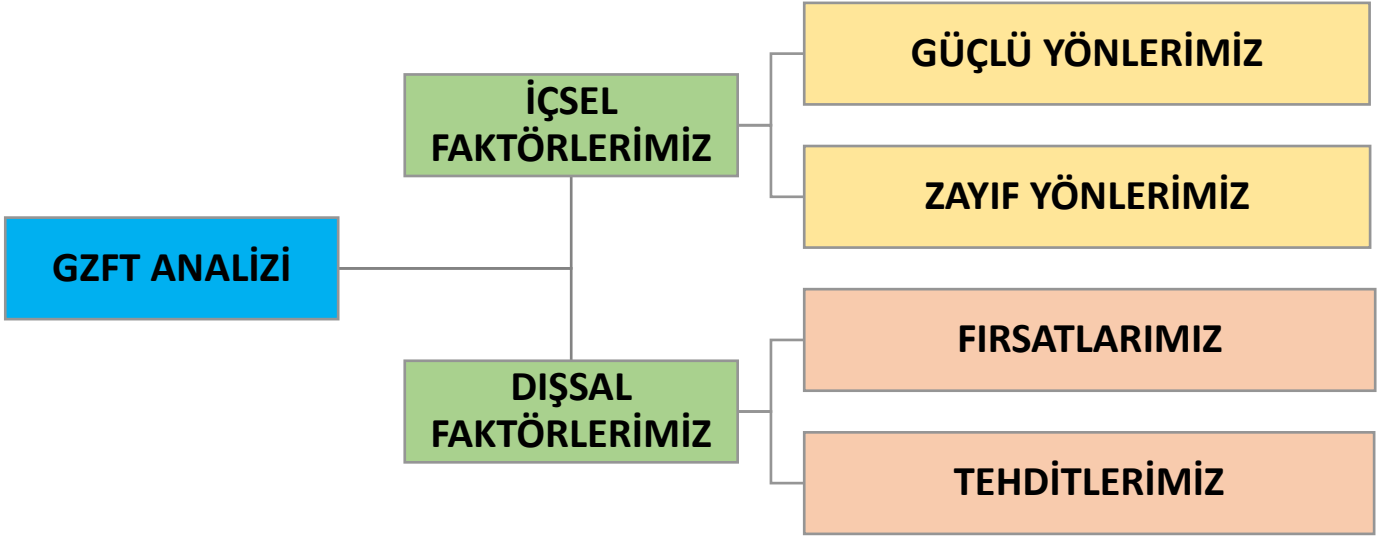 GZFT ANALİZİ
İÇSEL
FAKTÖRLERİMİZ
GÜÇLÜ YÖNLERİMİZ
ZAYIF YÖNLERİMİZ
DIŞSAL
FAKTÖRLERİMİZ
FIRSATLARIMIZ
TEHDİTLERİMİZ